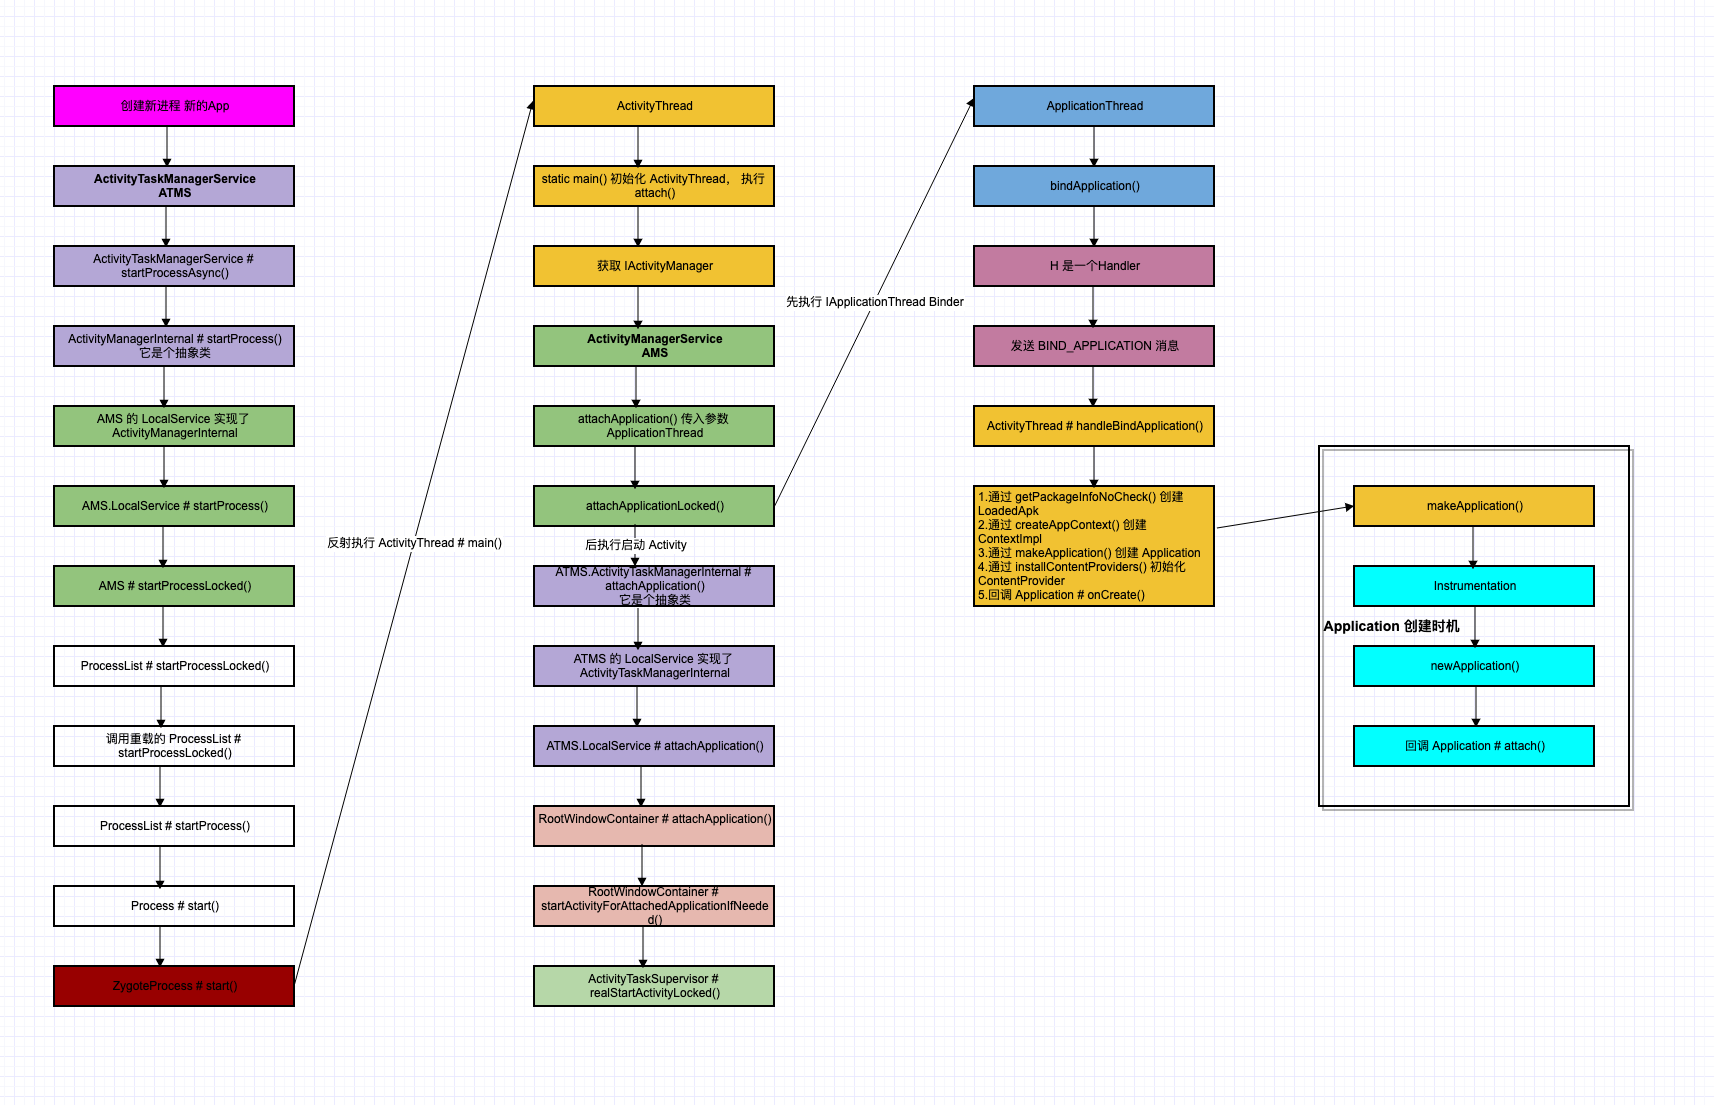 创建新进程 新的App
ActivityTaskManagerService
ATMS
ActivityTaskManagerService #
startProcessAsync()
ActivityManagerInternal # startProcess()
它是个抽象类
AMS 的 LocalService 实现了
ActivityManagerInternal
AMS.LocalService # startProcess()
AMS # startProcessLocked()
ProcessList # startProcessLocked()
调用重载的 ProcessList #
startProcessLocked()
ProcessList # startProcess()
Process # start()
ZygoteProcess # start()
反射执行 ActivityThread # main()
ActivityThread
static main() 初始化 ActivityThread， 执行
attach()
获取 IActivityManager
ActivityManagerService
AMS
attachApplication() 传入参数
ApplicationThread
attachApplicationLocked()
后执行启动 Activity
ATMS.ActivityTaskManagerInternal #
attachApplication()
它是个抽象类
ATMS 的 LocalService 实现了
ActivityTaskManagerInternal
ATMS.LocalService # attachApplication()
RootWindowContainer # attachApplication()
RootWindowContainer #
startActivityForAttachedApplicationIfNeede
d()
ActivityTaskSupervisor #
realStartActivityLocked()
先执行 IApplicationThread Binder
ApplicationThread
bindApplication()
H 是一个Handler
发送 BIND_APPLICATION 消息
ActivityThread # handleBindApplication()
1.通过 getPackageInfoNoCheck() 创建
LoadedApk
2.通过 createAppContext() 创建
ContextImpl
3.通过 makeApplication() 创建 Application
4.通过 installContentProviders() 初始化
ContentProvider
5.回调 Application # onCreate()
makeApplication()
Instrumentation
Application 创建时机
newApplication()
回调 Application # attach()